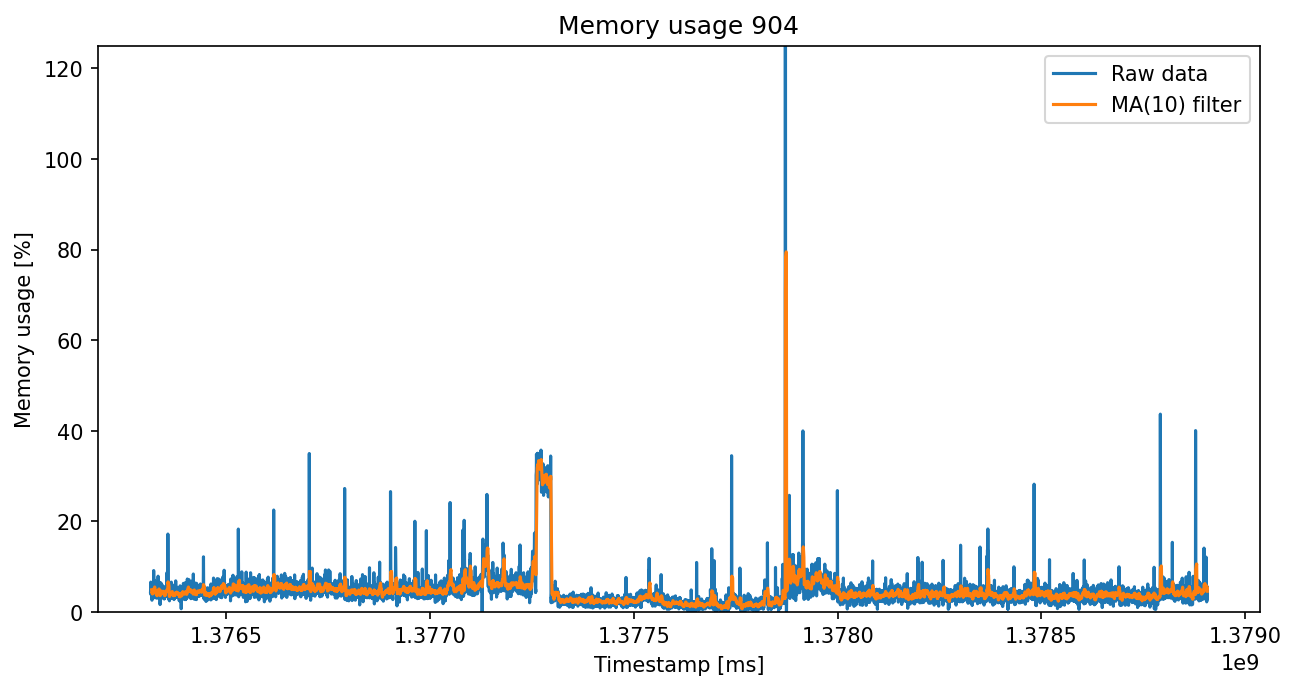 Memory usage 904
Raw data
MA(10) filter
Memory usage [%]
120
100
80
60
40
20
0
1.3765 1.3770 1.3775 1.3780 1.3785 1.3790
Timestamp [ms]
1e9